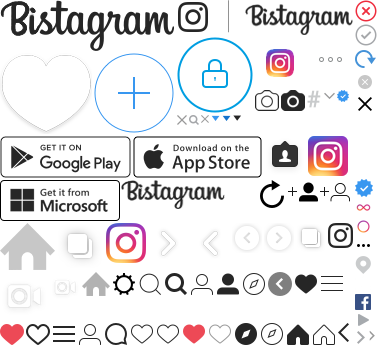 Bistagram
Bistagram
GET IT ON
Google Play
Download on the
App Store
Get it from
Microsoft
Bistagram